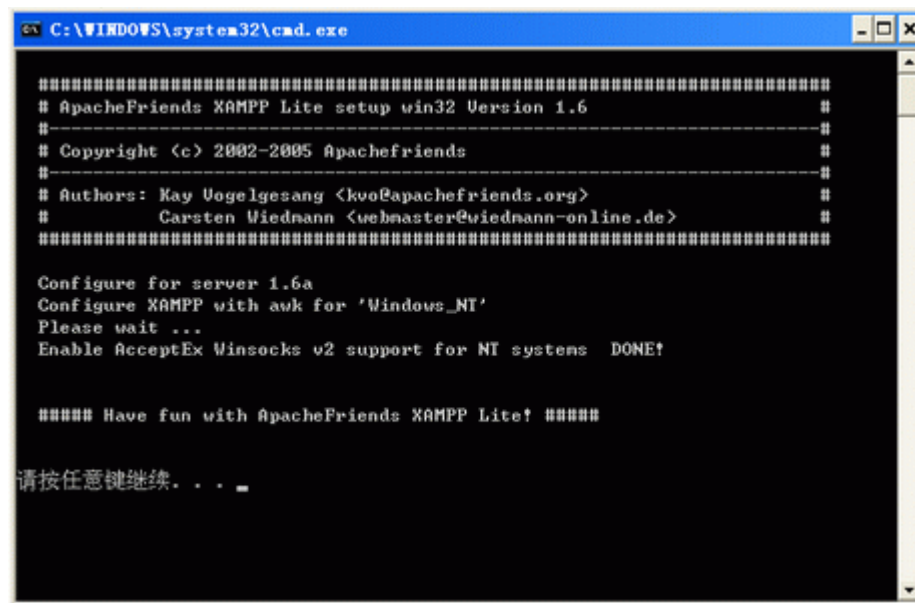 C:\WINDOWS\system32\cmd.exe
########################################################################
# ApacheFriends XAMPP Lite setup win32 Version 1.6                     #
#----------------------------------------------------------------------#
# Copyright (c) 2002-2005 Apachefriends                                #
#----------------------------------------------------------------------#
# Authors: Kay Vogelgesang <kvo@apachefriends.org>                     #
#          Carsten Wiedmann <webmaster@wiedmann-online.de>             #
########################################################################
Configure for server 1.6a
Configure XAMPP with awk for 'Windows_NT'
Please wait ...
Enable AcceptEx Winsocks v2 support for NT systems  DONE!
##### Have fun with ApacheFriends XAMPP Lite! #####
请按任意键继续. . . _